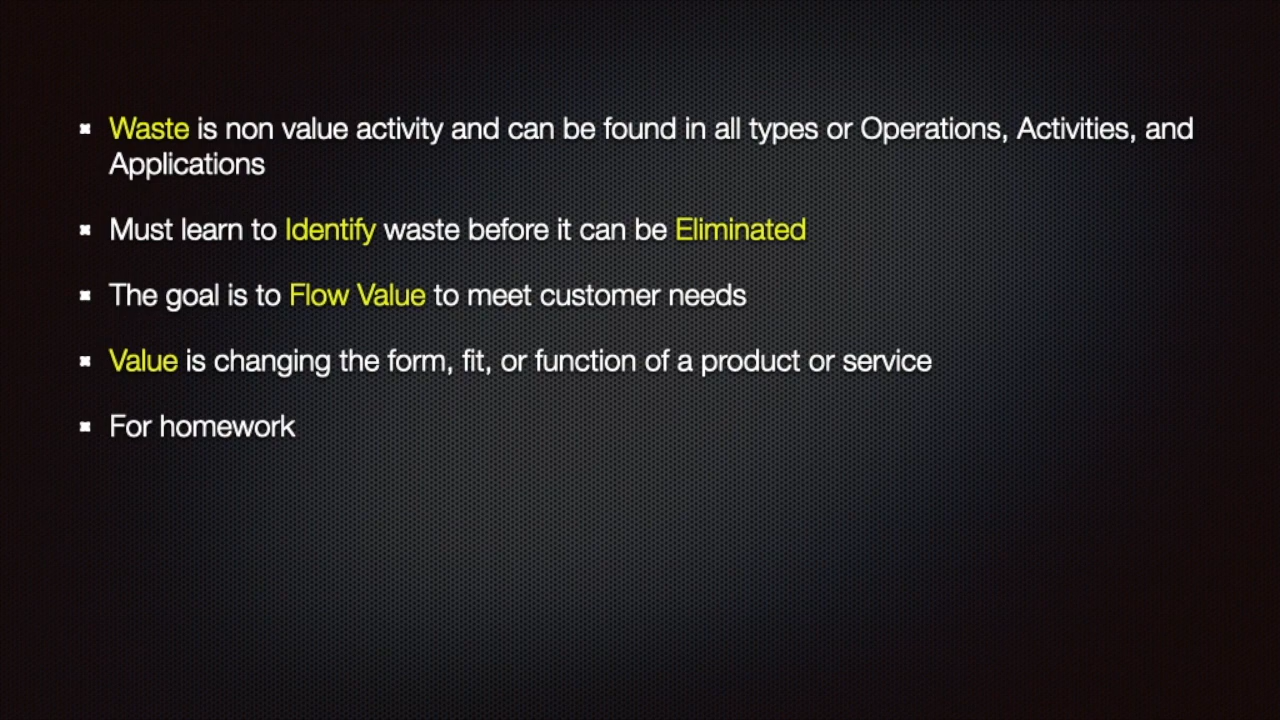 Waste is non value activity and can be found in all types or Operations, Activities, and
Applications
Must learn to Identify waste before it can be Eliminated
The goal is to Flow Value to meet customer needs
Value is changing the form, fit, or function of a product or service
For homework